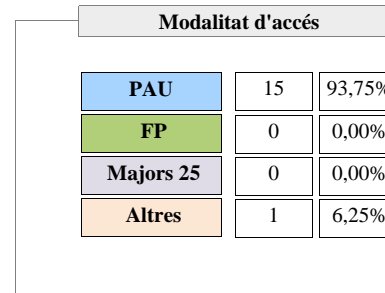 Modalitat d'accés
PAU 15 93,75%
FP 0 0,00%
Majors 25 0 0,00%
Altres 1 6,25%